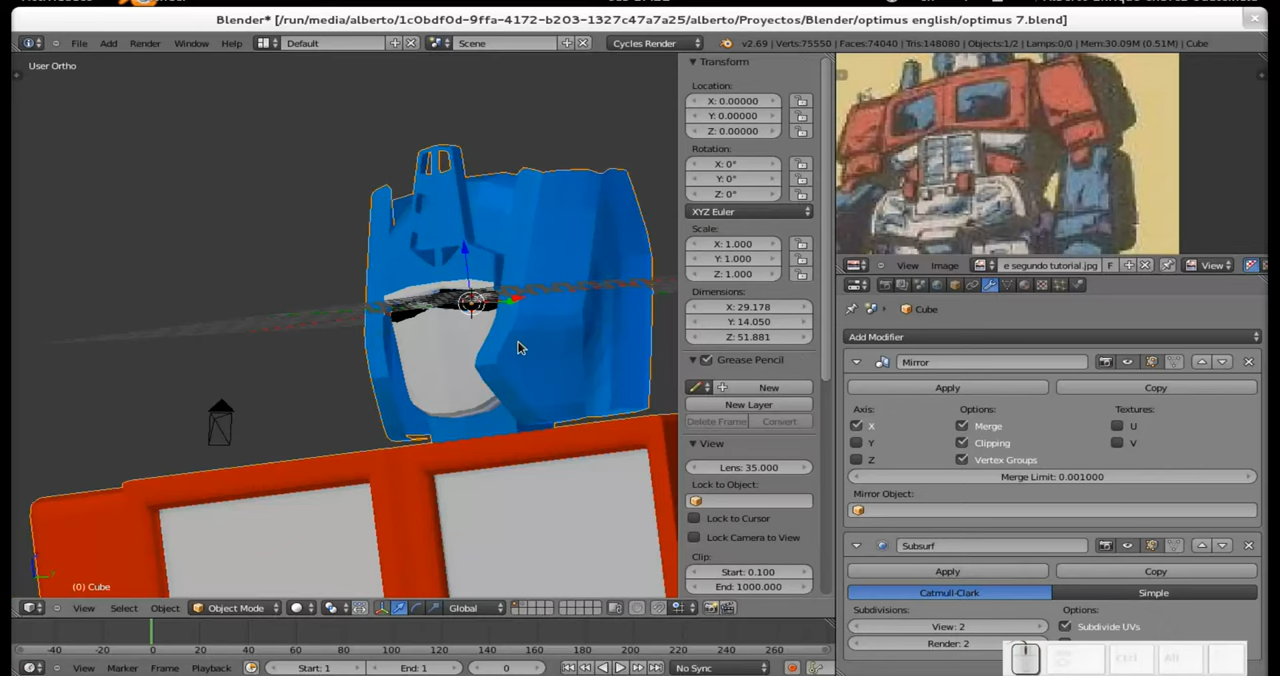 Blender* [/run/media/alberto/1c0bdf0d-9ffa-4172-b203-1327c47a7a25/alberto/Proyectos/Blender/optimus english/optimus 7.blend]
File Add Render Window Help Default Scene Cycles Render v2.69 | Verts:75550 | Faces:74040 | Tris:148080 | Objects:1/2 | Lamps:0/0 | Mem:30.09M (0.51M) | Cube
User Ortho
Transform
Location:
X: 0.00000
Y: 0.00000
Z: 0.00000
Rotation:
X: 0°
Y: 0°
Z: 0°
XYZ Euler
Scale:
X: 1.000
Y: 1.000
Z: 1.000
Dimensions:
X: 29.178
Y: 14.050
Z: 51.881
Grease Pencil
New
New Layer
Delete Frame Convert
View
Lens: 35.000
Lock to Object:
Lock to Cursor
Lock Camera to View
Clip:
Start: 0.100
End: 1000.000
View Image e segundo tutorial.jpg F View
Cube
Add Modifier
Mirror
Apply Copy
Axis: Options: Textures:
X Merge U
Y Clipping V
Z Vertex Groups
Merge Limit: 0.001000
Mirror Object:
Subsurf
Apply Copy
Catmull-Clark Simple
Subdivisions: Options:
View: 2 Subdivide UVs
Render: 2
Ctrl Alt
(0) Cube
View Select Object Object Mode Global
-40 -20 0 20 40 60 80 100 120 140 160 180 200 220 240 260
View Marker Frame Playback Start: 1 End: 1 0 No Sync